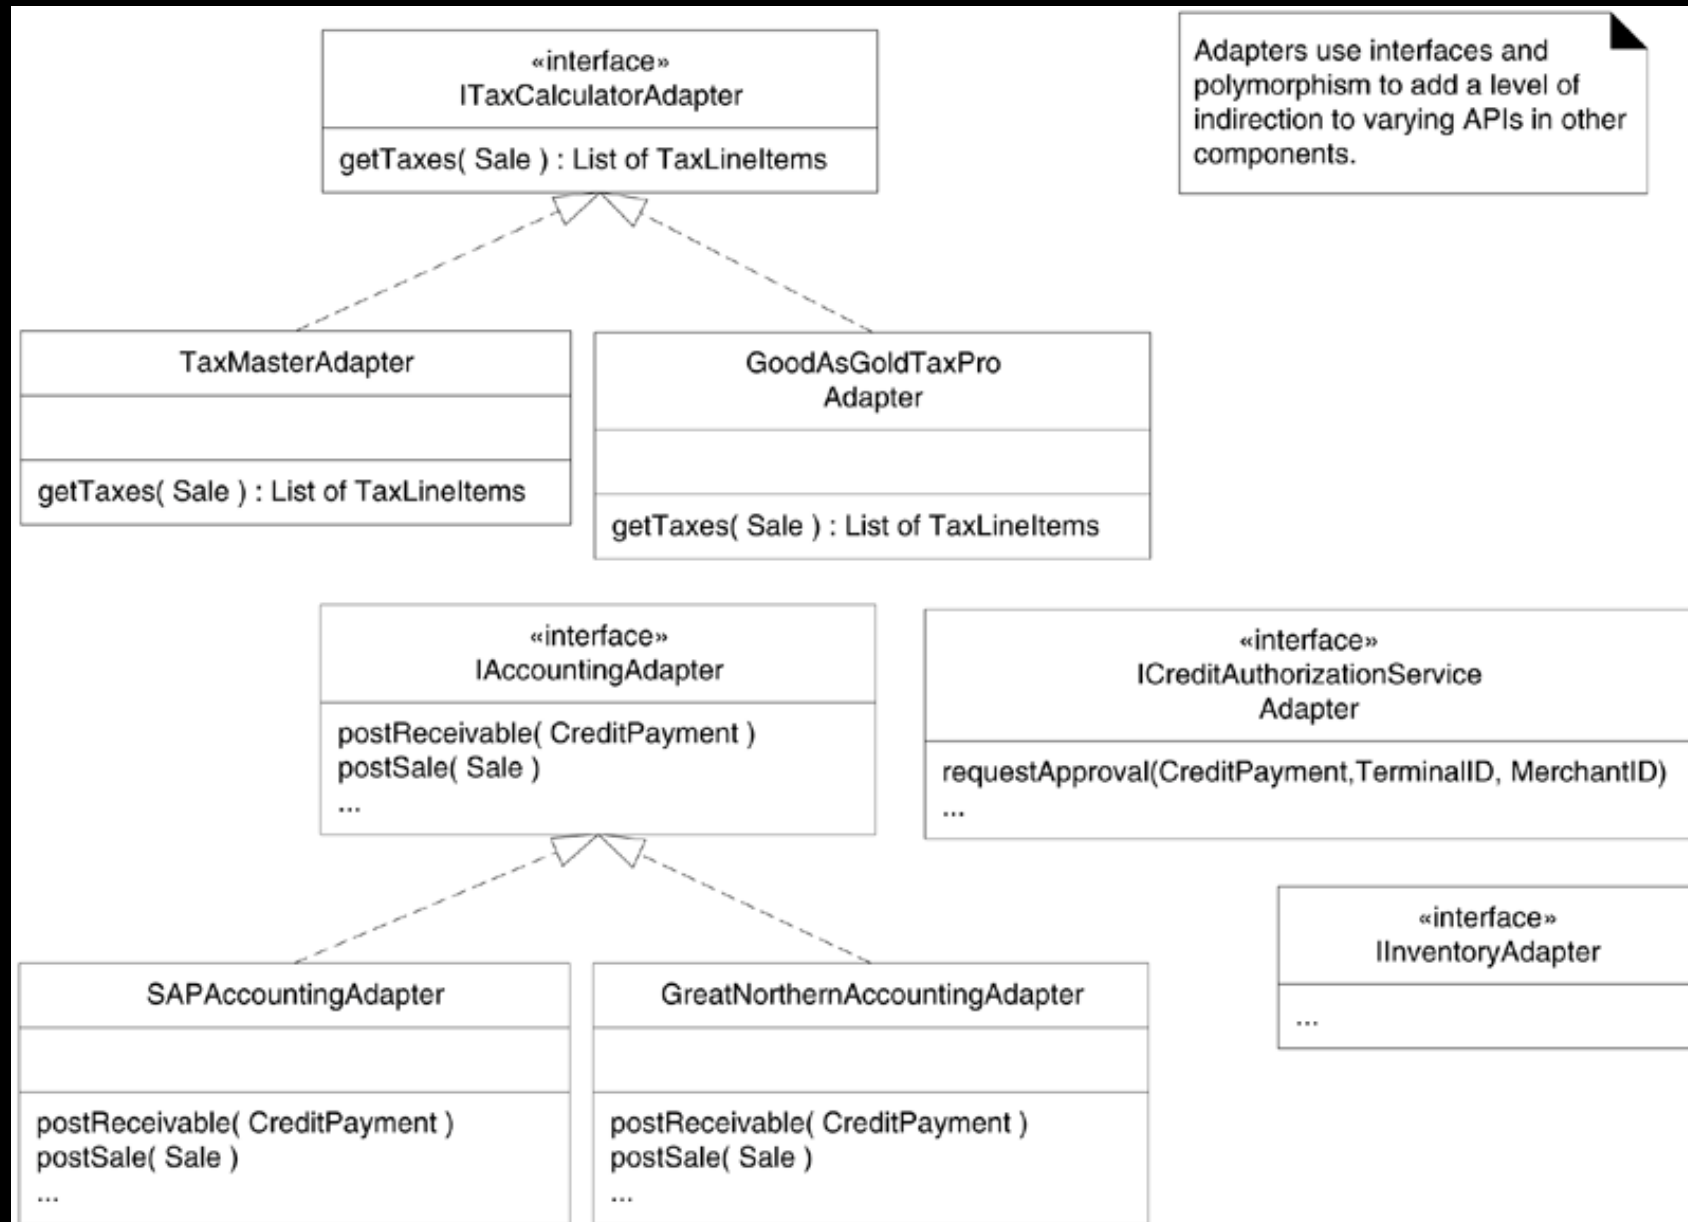 «interface»
ITaxCalculatorAdapter
getTaxes( Sale ) : List of TaxLineItems
Adapters use interfaces and
polymorphism to add a level of
indirection to varying APIs in other
components.
TaxMasterAdapter
getTaxes( Sale ) : List of TaxLineItems
GoodAsGoldTaxPro
Adapter
getTaxes( Sale ) : List of TaxLineItems
«interface»
IAccountingAdapter
postReceivable( CreditPayment )
postSale( Sale )
...
«interface»
ICreditAuthorizationService
Adapter
requestApproval(CreditPayment,TerminalID, MerchantID)
...
«interface»
IInventoryAdapter
...
SAPAccountingAdapter
postReceivable( CreditPayment )
postSale( Sale )
...
GreatNorthernAccountingAdapter
postReceivable( CreditPayment )
postSale( Sale )
...